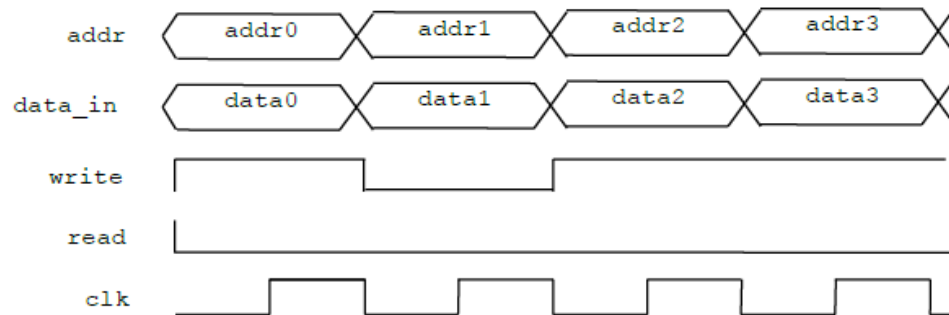 addr addr0 addr1 addr2 addr3
data_in data0 data1 data2 data3
write
read
clk